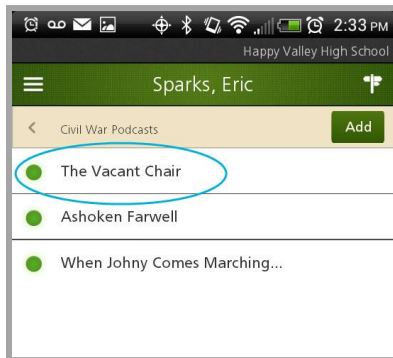 2:33 PM
Happy Valley High School
Sparks, Eric
Civil War Podcasts
Add
The Vacant Chair
Ashoken Farwell
When Johny Comes Marching...